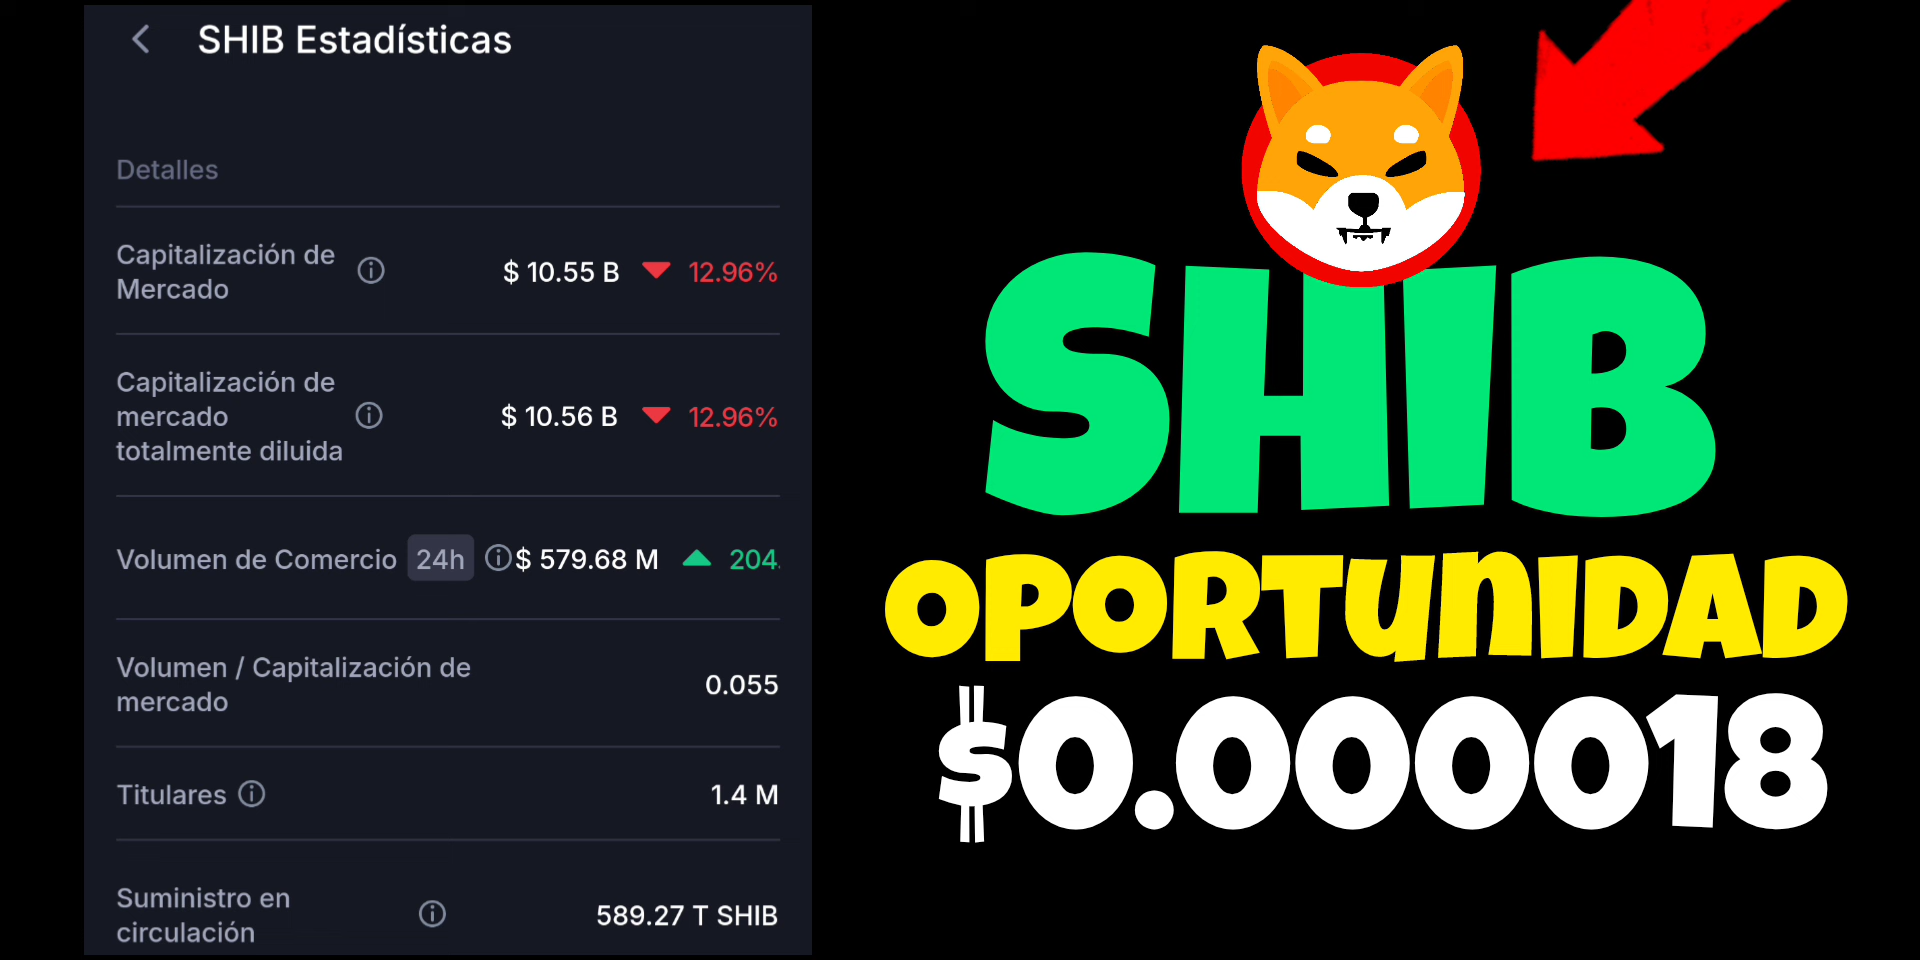 SHIB Estadísticas
Detalles
Capitalización de
Mercado
$ 10.55 B 12.96%
Capitalización de
mercado
totalmente diluida
$ 10.56 B 12.96%
Volumen de Comercio 24h $ 579.68 M 204.
Volumen / Capitalización de
mercado
0.055
Titulares 1.4 M
Suministro en
circulación
589.27 T SHIB
SHIB
OPORTUNIDAD
$0.000018